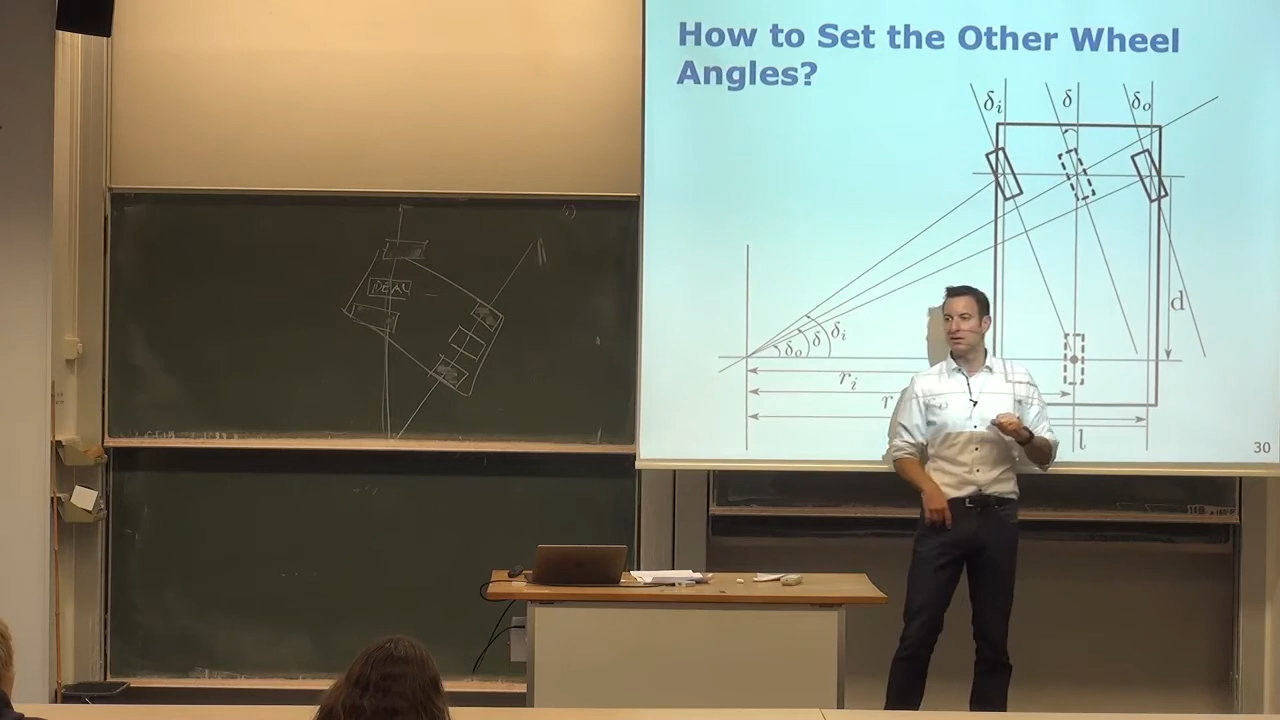 IDEAL
How to Set the Other Wheel
Angles?
δi δ δo
d
δo δ δi
ri
r
l
30